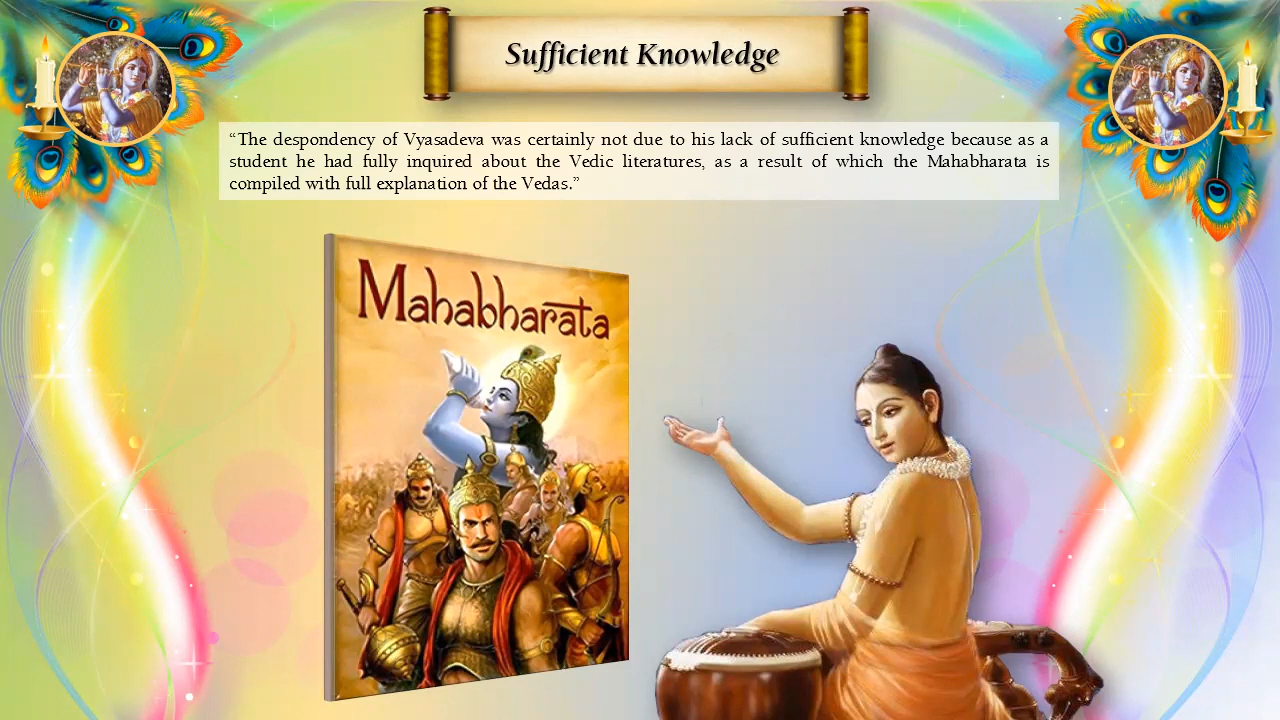 Sufficient Knowledge
“The despondency of Vyasadeva was certainly not due to his lack of sufficient knowledge because as a
student he had fully inquired about the Vedic literatures, as a result of which the Mahabharata is
compiled with full explanation of the Vedas.”
Mahabharata